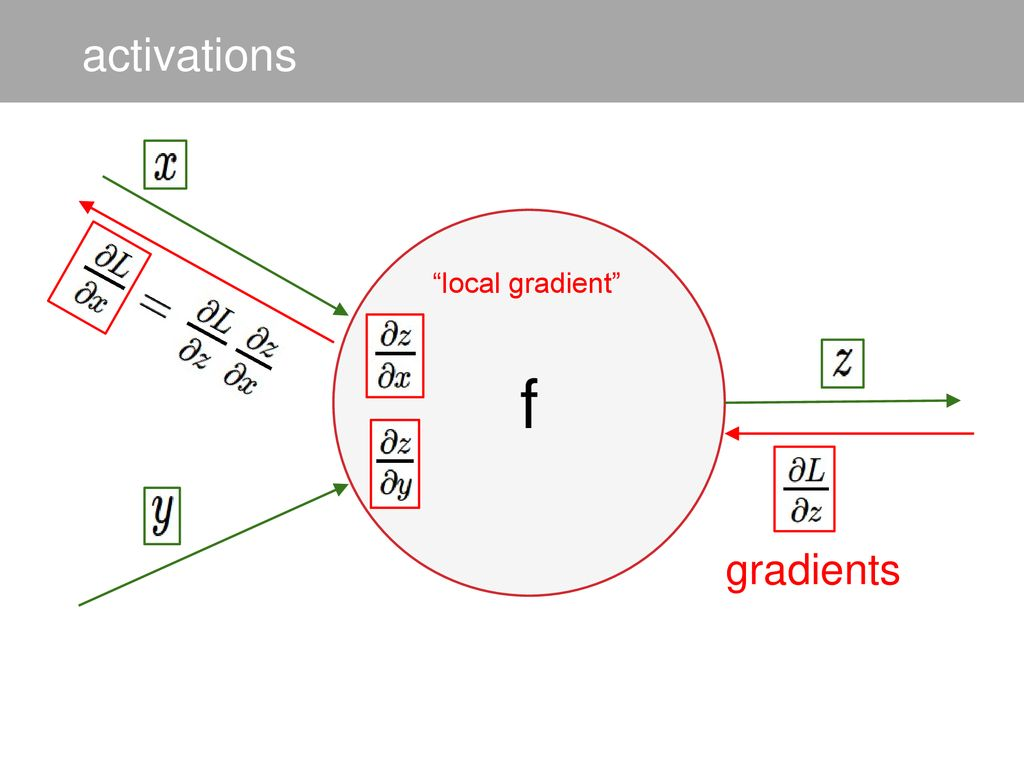 activations
x
∂L/∂x = ∂L/∂z ∂z/∂x
“local gradient”
∂z/∂x
f
z
∂z/∂y
∂L/∂z
y
gradients